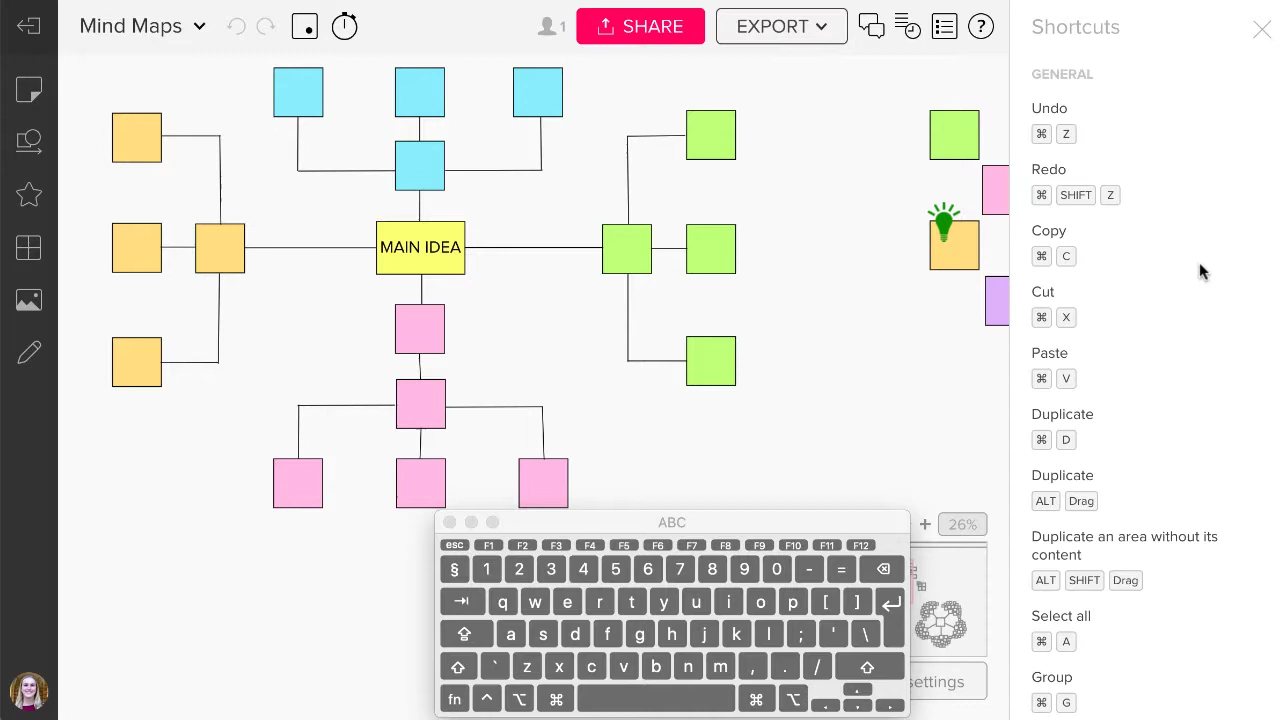 Mind Maps
1
SHARE
EXPORT
?
Shortcuts
GENERAL
Undo
⌘ Z
Redo
⌘ SHIFT Z
Copy
⌘ C
Cut
⌘ X
Paste
⌘ V
Duplicate
⌘ D
Duplicate
ALT Drag
Duplicate an area without its
content
ALT SHIFT Drag
Select all
⌘ A
Group
⌘ G
MAIN IDEA
+ 26%
settings
ABC
esc F1 F2 F3 F4 F5 F6 F7 F8 F9 F10 F11 F12
§ 1 2 3 4 5 6 7 8 9 0 - =
q w e r t y u i o p [ ]
a s d f g h j k l ; ' \
` z x c v b n m , . /
fn ^ ⌥ ⌘ ⌘ ⌥